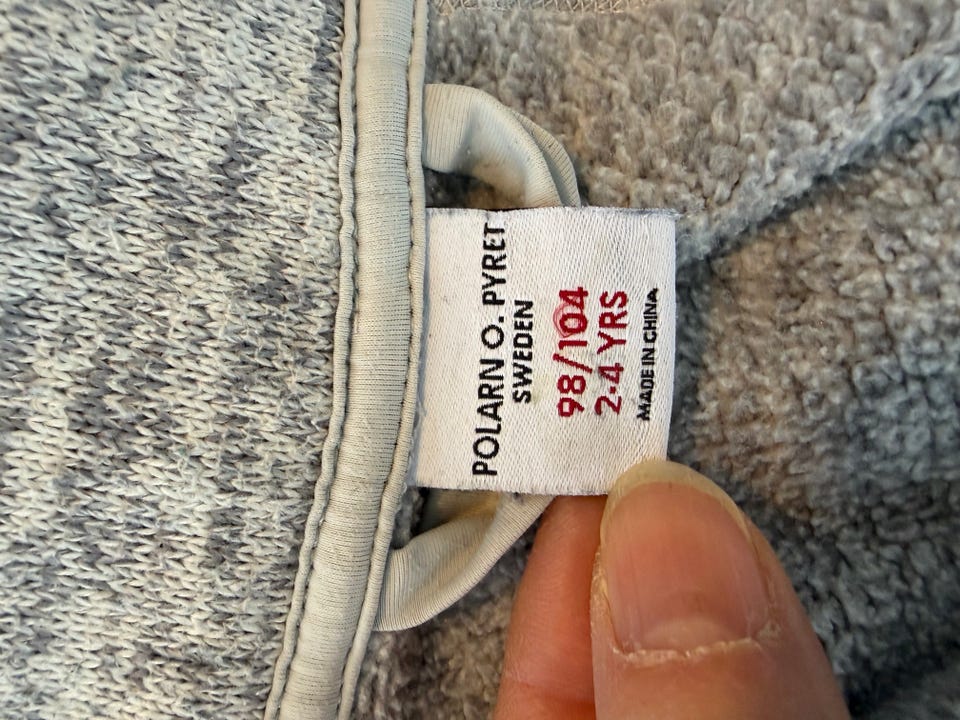 POLARN O. PYRET
SWEDEN
98/104
2-4 YRS
MADE IN CHINA